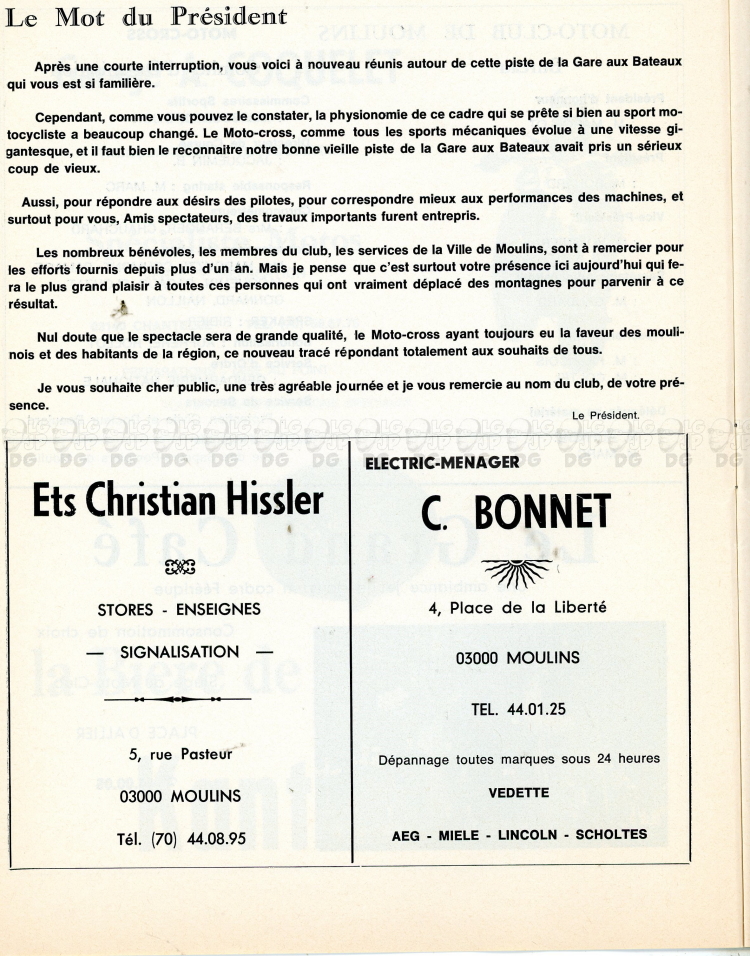 Le Mot du Président
Après une courte interruption, vous voici à nouveau réunis autour de cette piste de la Gare aux Bateaux
qui vous est si familière.
Cependant, comme vous pouvez le constater, la physionomie de ce cadre qui se prête si bien au sport mo-
tocycliste a beaucoup changé. Le Moto-cross, comme tous les sports mécaniques évolue à une vitesse gi-
gantesque, et il faut bien le reconnaitre notre bonne vieille piste de la Gare aux Bateaux avait pris un sérieux
coup de vieux.
Aussi, pour répondre aux désirs des pilotes, pour correspondre mieux aux performances des machines, et
surtout pour vous, Amis spectateurs, des travaux importants furent entrepris.
Les nombreux bénévoles, les membres du club, les services de la Ville de Moulins, sont à remercier pour
les efforts fournis depuis plus d'un an. Mais je pense que c'est surtout votre présence ici aujourd'hui qui fe-
ra le plus grand plaisir à toutes ces personnes qui ont vraiment déplacé des montagnes pour parvenir à ce
résultat.
Nul doute que le spectacle sera de grande qualité, le Moto-cross ayant toujours eu la faveur des mouli-
nois et des habitants de la région, ce nouveau tracé répondant totalement aux souhaits de tous.
Je vous souhaite cher public, une très agréable journée et je vous remercie au nom du club, de votre pré-
sence.
Le Président.
Ets Christian Hissler
STORES - ENSEIGNES
— SIGNALISATION —
5, rue Pasteur
03000 MOULINS
Tél. (70) 44.08.95
ELECTRIC-MENAGER
C. BONNET
4, Place de la Liberté
03000 MOULINS
TEL. 44.01.25
Dépannage toutes marques sous 24 heures
VEDETTE
AEG - MIELE - LINCOLN - SCHOLTES